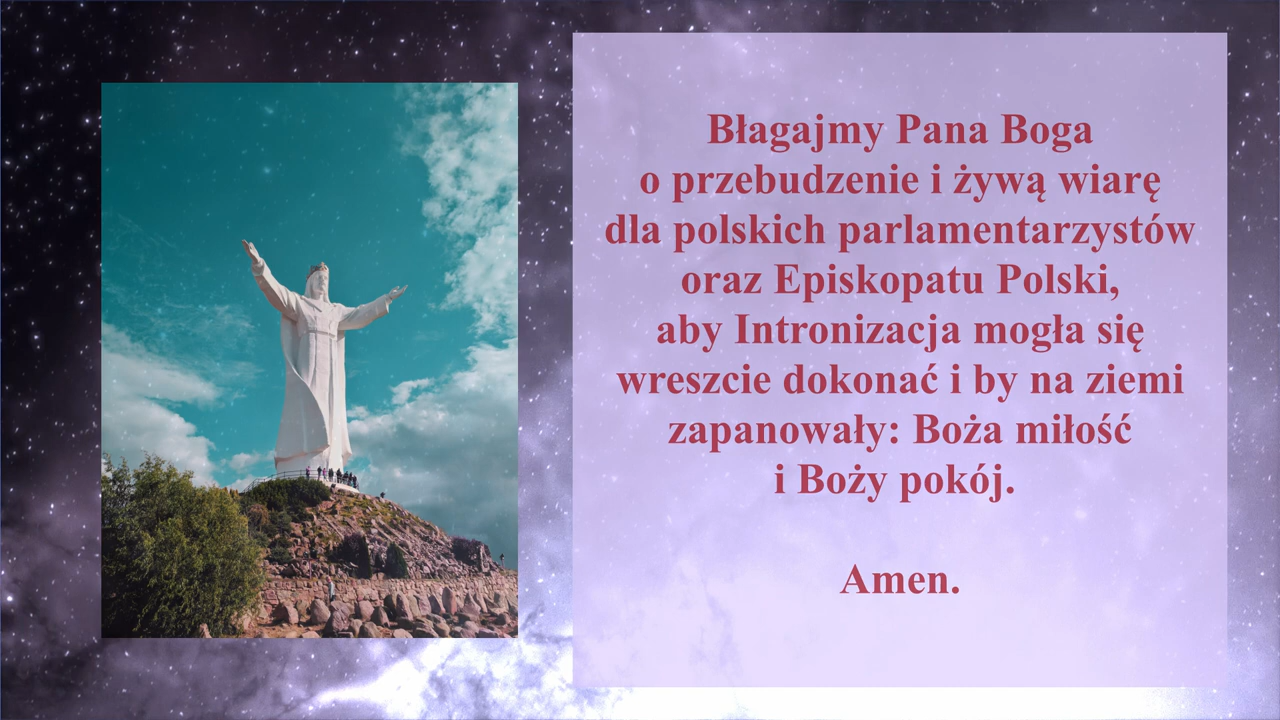 Błagajmy Pana Boga
o przebudzenie i żywą wiarę
dla polskich parlamentarzystów
oraz Episkopatu Polski,
aby Intronizacja mogła się
wreszcie dokonać i by na ziemi
zapanowały: Boża miłość
i Boży pokój.
Amen.